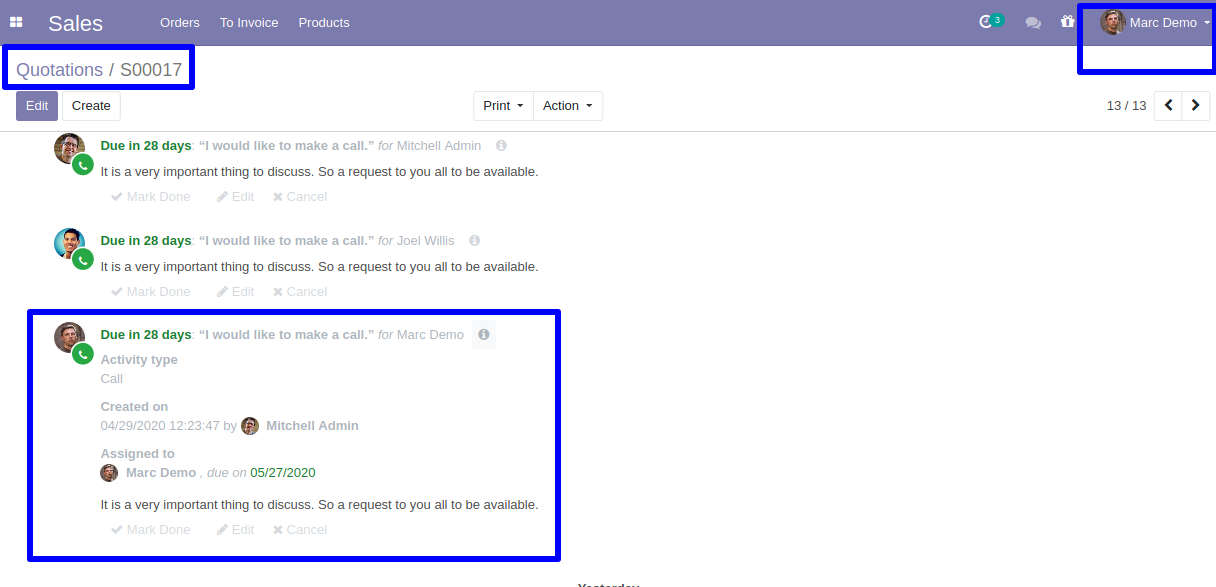 Sales Orders To Invoice Products 3 Marc Demo
Quotations / S00017
Edit Create Print Action 13 / 13
Due in 28 days: “I would like to make a call.” for Mitchell Admin
It is a very important thing to discuss. So a request to you all to be available.
Mark Done Edit Cancel
Due in 28 days: “I would like to make a call.” for Joel Willis
It is a very important thing to discuss. So a request to you all to be available.
Mark Done Edit Cancel
Due in 28 days: “I would like to make a call.” for Marc Demo
Activity type
Call
Created on
04/29/2020 12:23:47 by Mitchell Admin
Assigned to
Marc Demo , due on 05/27/2020
It is a very important thing to discuss. So a request to you all to be available.
Mark Done Edit Cancel
Yesterday